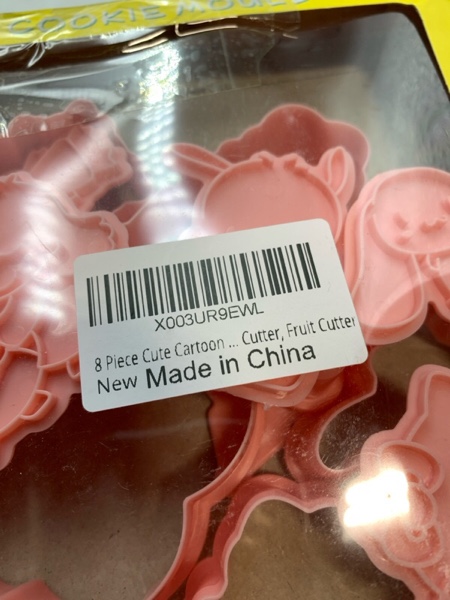 COOKIE MOULD
X003UR9EWL
8 Piece Cute Cartoon ... Cutter, Fruit Cutter
New Made in China